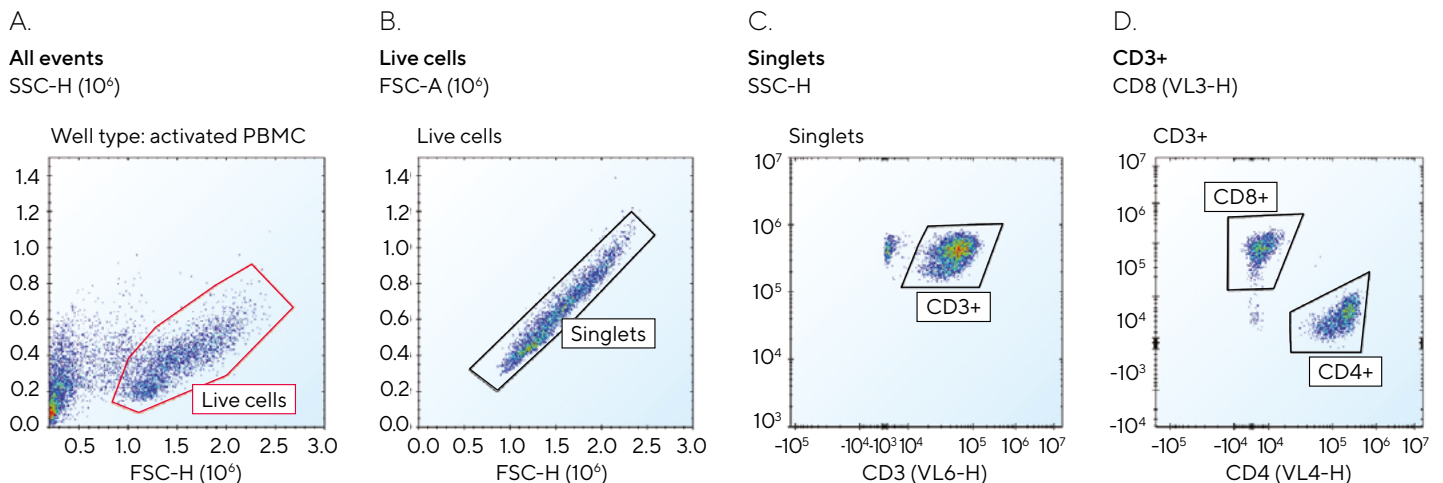 A.
All events
SSC-H (10⁶)
Well type: activated PBMC
1.4
1.2
1.0
0.8
0.6
0.4
0.2
0.0
Live cells
0.5 1.0 1.5 2.0 2.5 3.0
FSC-H (10⁶)
B.
Live cells
FSC-A (10⁶)
Live cells
1.4
1.2
1.0
0.8
0.6
0.4
0.2
0.0
Singlets
0.0 0.5 1.0 1.5 2.0 2.5 3.0
FSC-H (10⁶)
C.
Singlets
SSC-H
Singlets
10⁷
10⁶
10⁵
10⁴
10³
CD3+
-10⁵ -10⁴ -10³ 10⁴ 10⁵ 10⁶ 10⁷
CD3 (VL6-H)
D.
CD3+
CD8 (VL3-H)
CD3+
10⁷
10⁶
10⁵
10⁴
-10³
-10⁴
CD8+
CD4+
-10⁵ -10⁴ 10⁴ 10⁵ 10⁶ 10⁷
CD4 (VL4-H)